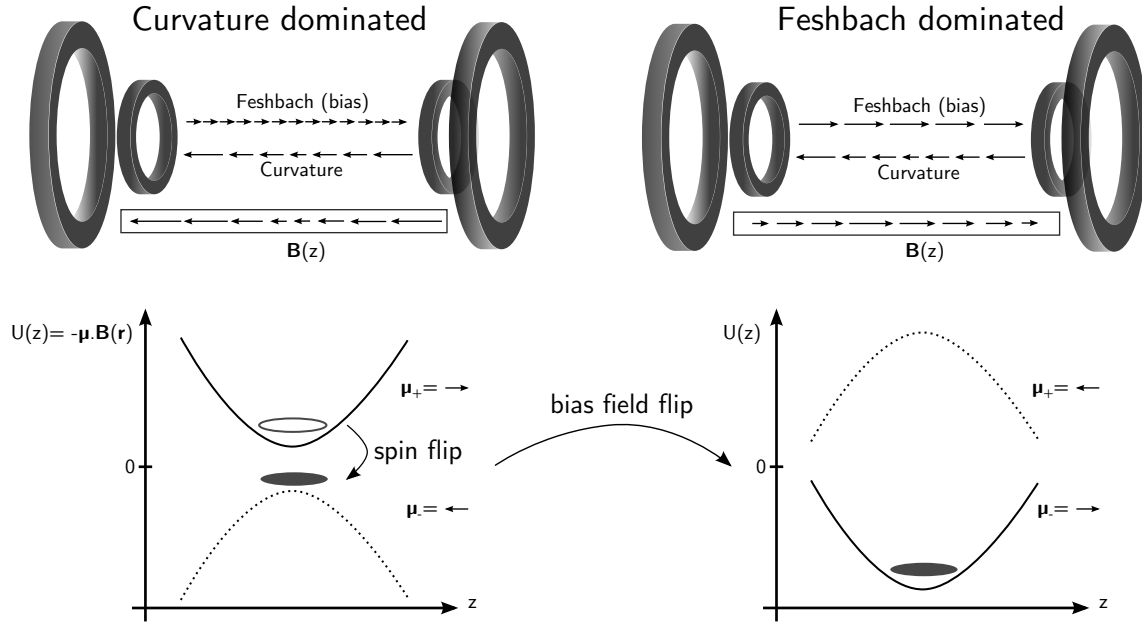 Curvature dominated
Feshbach dominated
Feshbach (bias)
Curvature
B(z)
Feshbach (bias)
Curvature
B(z)
U(z)= -μ.B(r)
μ₊=
spin flip
0
μ₋=
z
bias field flip
U(z)
μ₊=
0
μ₋=
z